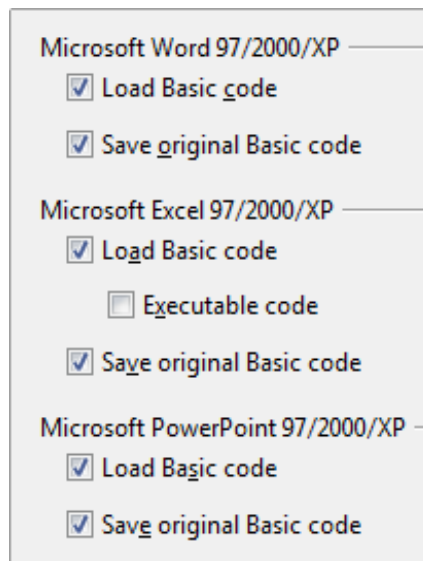 Microsoft Word 97/2000/XP
Load Basic code
Save original Basic code
Microsoft Excel 97/2000/XP
Load Basic code
Executable code
Save original Basic code
Microsoft PowerPoint 97/2000/XP
Load Basic code
Save original Basic code